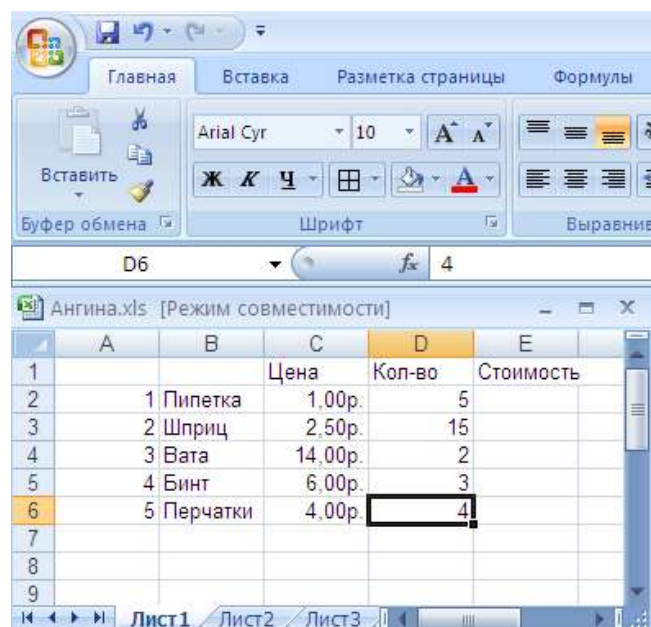 Главная Вставка Разметка страницы Формулы
Вставить Arial Cyr 10 A A
Ж К Ч A
Буфер обмена Шрифт
D6 fx 4
Ангина.xls [Режим совместимости]
A B C D E
1 Цена Кол-во Стоимость
2 1 Пипетка 1,00р. 5
3 2 Шприц 2,50р. 15
4 3 Вата 14,00р. 2
5 4 Бинт 6,00р. 3
6 5 Перчатки 4,00р. 4
7
8
9
Лист1 Лист2 Лист3